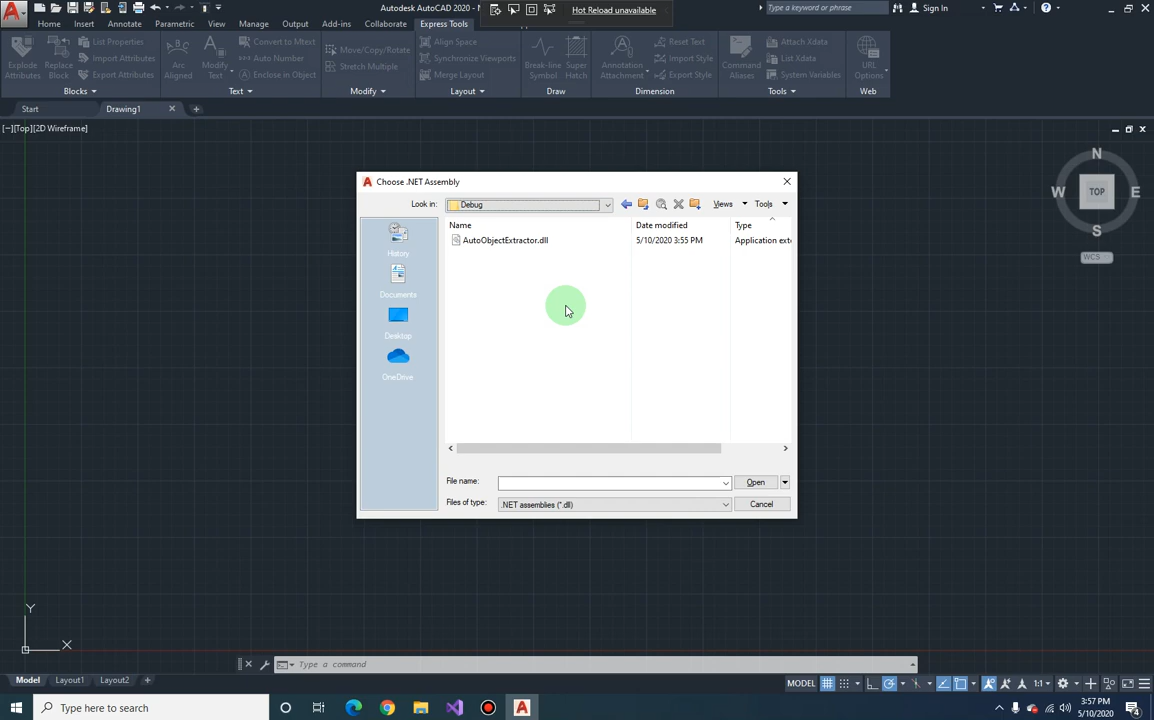 Autodesk AutoCAD 2020 -
Hot Reload unavailable
Type a keyword or phrase
Sign In
Home Insert Annotate Parametric View Manage Output Add-ins Collaborate Express Tools
Explode Attributes
Replace Block
List Properties
Import Attributes
Export Attributes
Arc Aligned
Modify Text
Convert to Mtext
Auto Number
Enclose in Object
Move/Copy/Rotate
Stretch Multiple
Align Space
Synchronize Viewports
Merge Layout
Break-line Symbol
Super Hatch
Annotation Attachment
Reset Text
Import Style
Export Style
Command Aliases
Attach Xdata
List Xdata
System Variables
URL Options
Blocks Text Modify Layout Draw Dimension Tools Web
Start Drawing1
[−][Top][2D Wireframe]
N
W TOP E
S
WCS
Choose .NET Assembly
Look in: Debug Views Tools
Name Date modified Type
AutoObjectExtractor.dll 5/10/2020 3:55 PM Application exte
History
Documents
Desktop
OneDrive
File name: Open
Files of type: .NET assemblies (*.dll) Cancel
Y
X
Type a command
Model Layout1 Layout2
MODEL 1:1
Type here to search
3:57 PM
5/10/2020
4